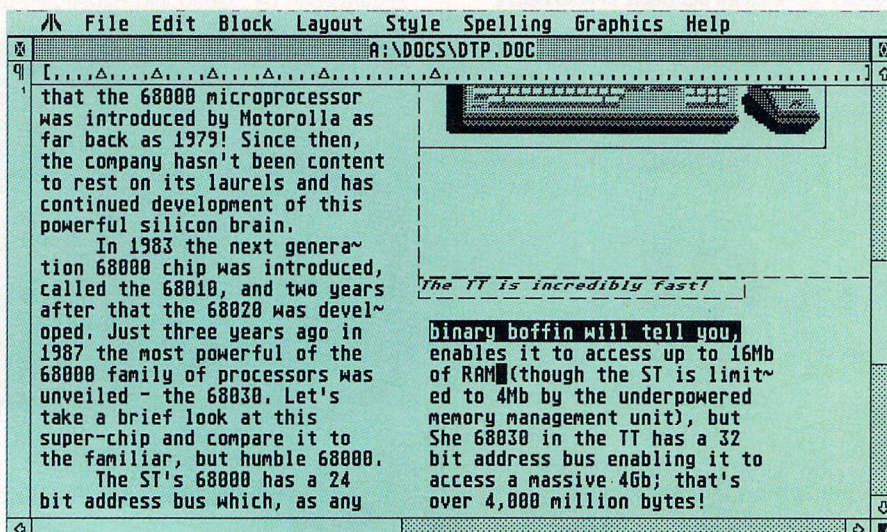 File Edit Block Layout Style Spelling Graphics Help
A:\DOCS\DTP.DOC
that the 68000 microprocessor
was introduced by Motorolla as
far back as 1979! Since then,
the company hasn't been content
to rest on its laurels and has
continued development of this
powerful silicon brain.
In 1983 the next genera~
tion 68000 chip was introduced,
called the 68010, and two years
after that the 68020 was devel~
oped. Just three years ago in
1987 the most powerful of the
68000 family of processors was
unveiled - the 68030. Let's
take a brief look at this
super-chip and compare it to
the familiar, but humble 68000.
The ST's 68000 has a 24
bit address bus which, as any
The TT is incredibly fast!
binary boffin will tell you,
enables it to access up to 16Mb
of RAM (though the ST is limit~
ed to 4Mb by the underpowered
memory management unit), but
She 68030 in the TT has a 32
bit address bus enabling it to
access a massive 4Gb; that's
over 4,000 million bytes!